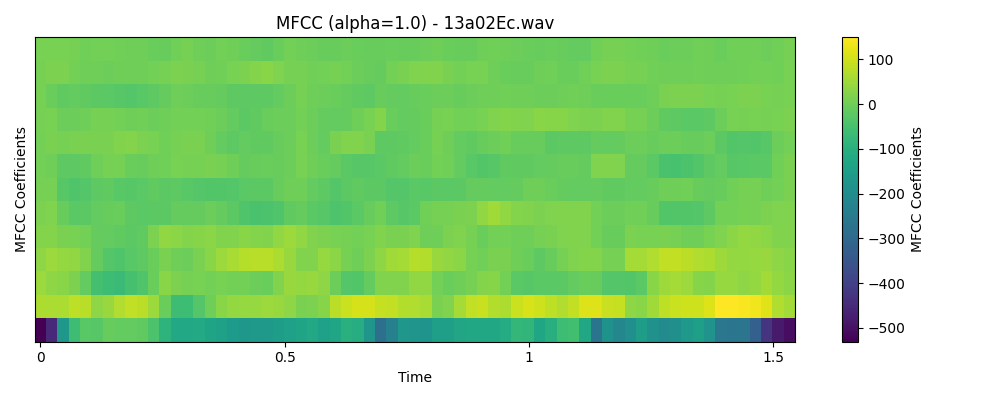 MFCC (alpha=1.0) - 13a02Ec.wav
MFCC Coefficients
0
0.5
1
1.5
Time
100
0
−100
−200
−300
−400
−500
MFCC Coefficients